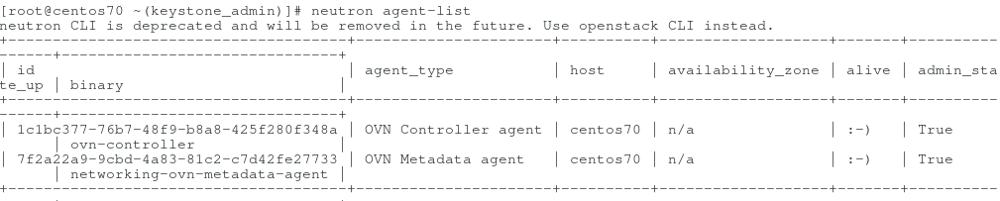 [root@centos70 ~(keystone_admin)]# neutron agent-list
neutron CLI is deprecated and will be removed in the future. Use openstack CLI instead.
+--------------------------------------+----------------------+----------+-------------------+-------+----------
------+-------------------------------+
| id                                   | agent_type           | host     | availability_zone | alive | admin_sta
te_up | binary                        |
+--------------------------------------+----------------------+----------+-------------------+-------+----------
------+-------------------------------+
| 1c1bc377-76b7-48f9-b8a8-425f280f348a | OVN Controller agent | centos70 | n/a               | :-)   | True
      | ovn-controller                |
| 7f2a22a9-9cbd-4a83-81c2-c7d42fe27733 | OVN Metadata agent   | centos70 | n/a               | :-)   | True
      | networking-ovn-metadata-agent |
+--------------------------------------+----------------------+----------+-------------------+-------+----------